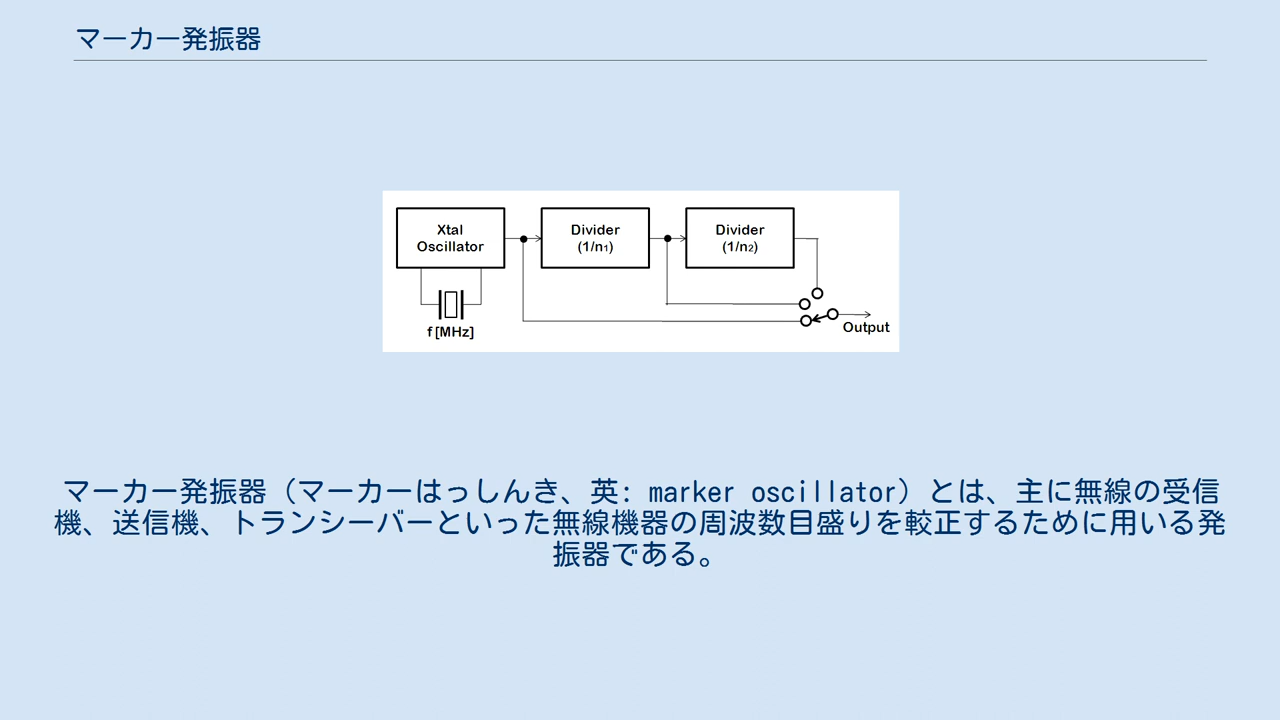 マーカー発振器
Xtal
Oscillator
Divider
(1/n₁)
Divider
(1/n₂)
f [MHz]
Output
マーカー発振器（マーカーはっしんき、英: marker oscillator）とは、主に無線の受信
機、送信機、トランシーバーといった無線機器の周波数目盛りを較正するために用いる発
振器である。